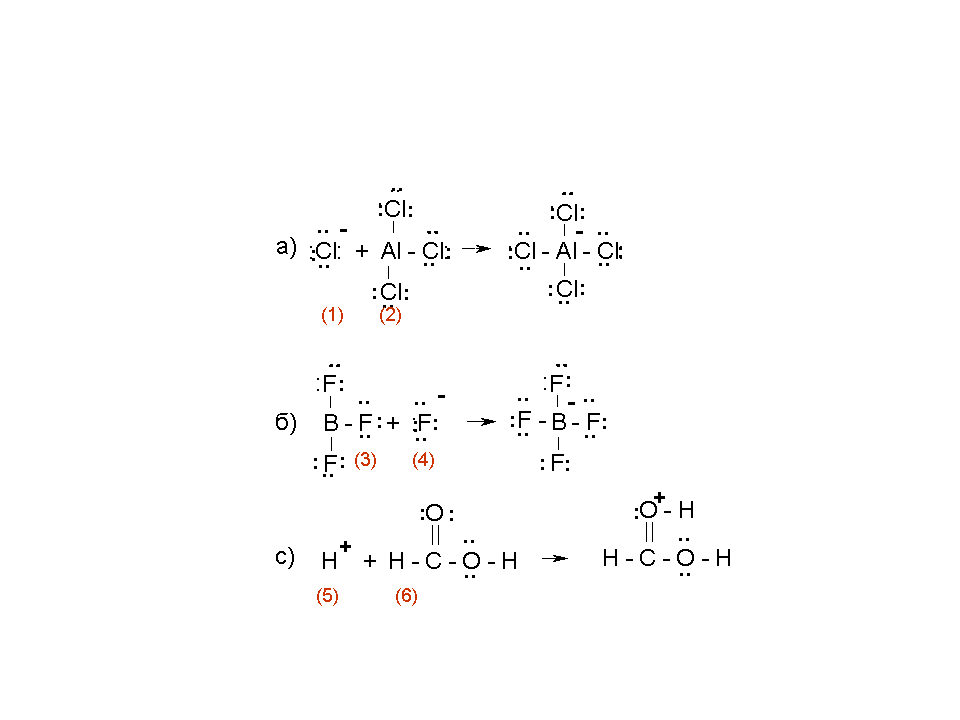 :Cl:
а) :Cl:- + Al - Cl: → :Cl - Al- - Cl:
:Cl: :Cl:
(1) (2)
:F: :F:
б) B - F: + :F:- → :F - B- - F:
:F: :F:
(3) (4)
:O: :O+ - H
с) H+ + H - C - O - H → H - C - O - H
(5) (6)